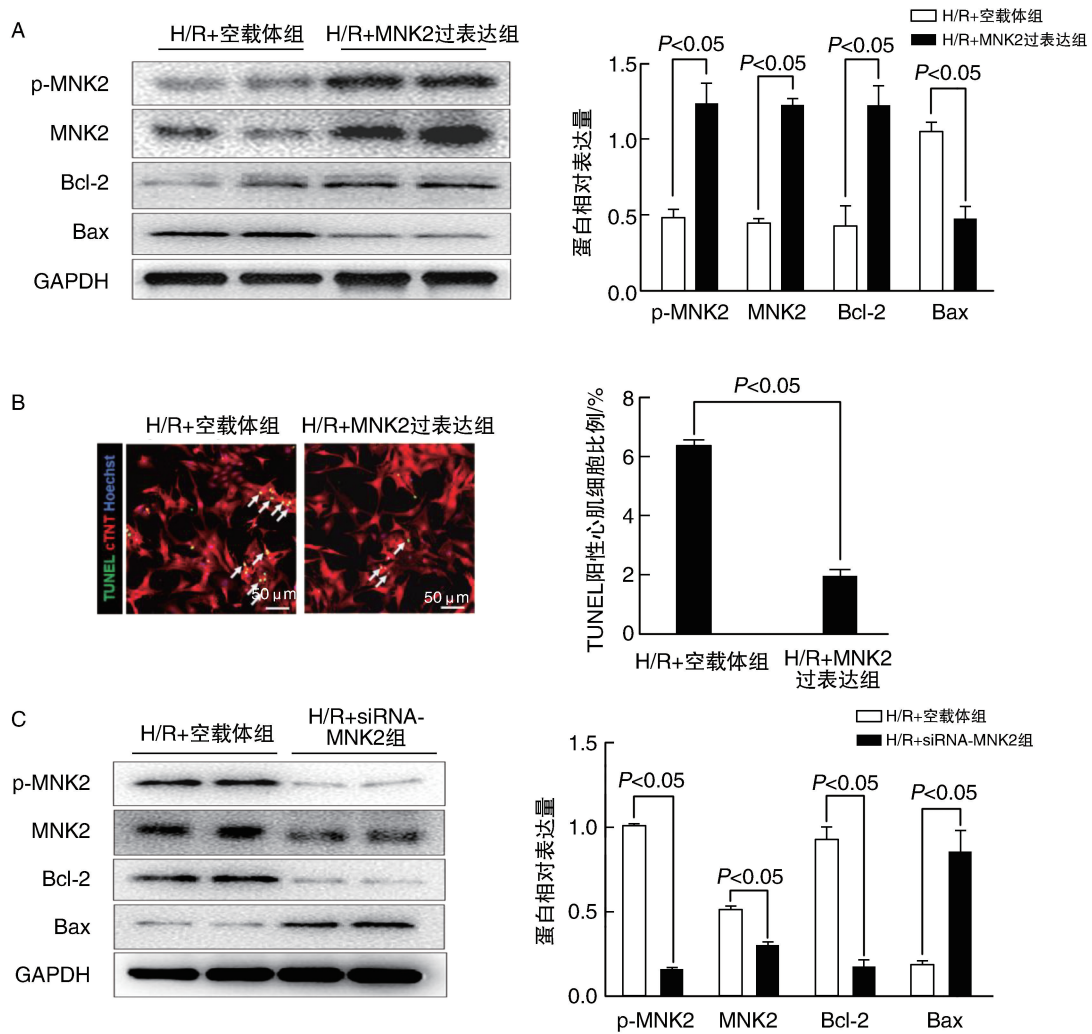 A
H/R+空载体组
H/R+MNK2过表达组
p-MNK2
MNK2
Bcl-2
Bax
GAPDH
H/R+空载体组
H/R+MNK2过表达组
P<0.05
P<0.05
P<0.05
P<0.05
蛋白相对表达量
1.5
1.0
0.5
0.0
p-MNK2 MNK2 Bcl-2 Bax
B
H/R+空载体组
H/R+MNK2过表达组
TUNEL cTNT Hoechst
50 μm
50 μm
P<0.05
TUNEL阳性心肌细胞比例/%
8
6
4
2
0
H/R+空载体组
H/R+MNK2
过表达组
C
H/R+空载体组
H/R+siRNA-
MNK2组
p-MNK2
MNK2
Bcl-2
Bax
GAPDH
H/R+空载体组
H/R+siRNA-MNK2组
P<0.05
P<0.05
P<0.05
P<0.05
蛋白相对表达量
1.5
1.0
0.5
0.0
p-MNK2 MNK2 Bcl-2 Bax